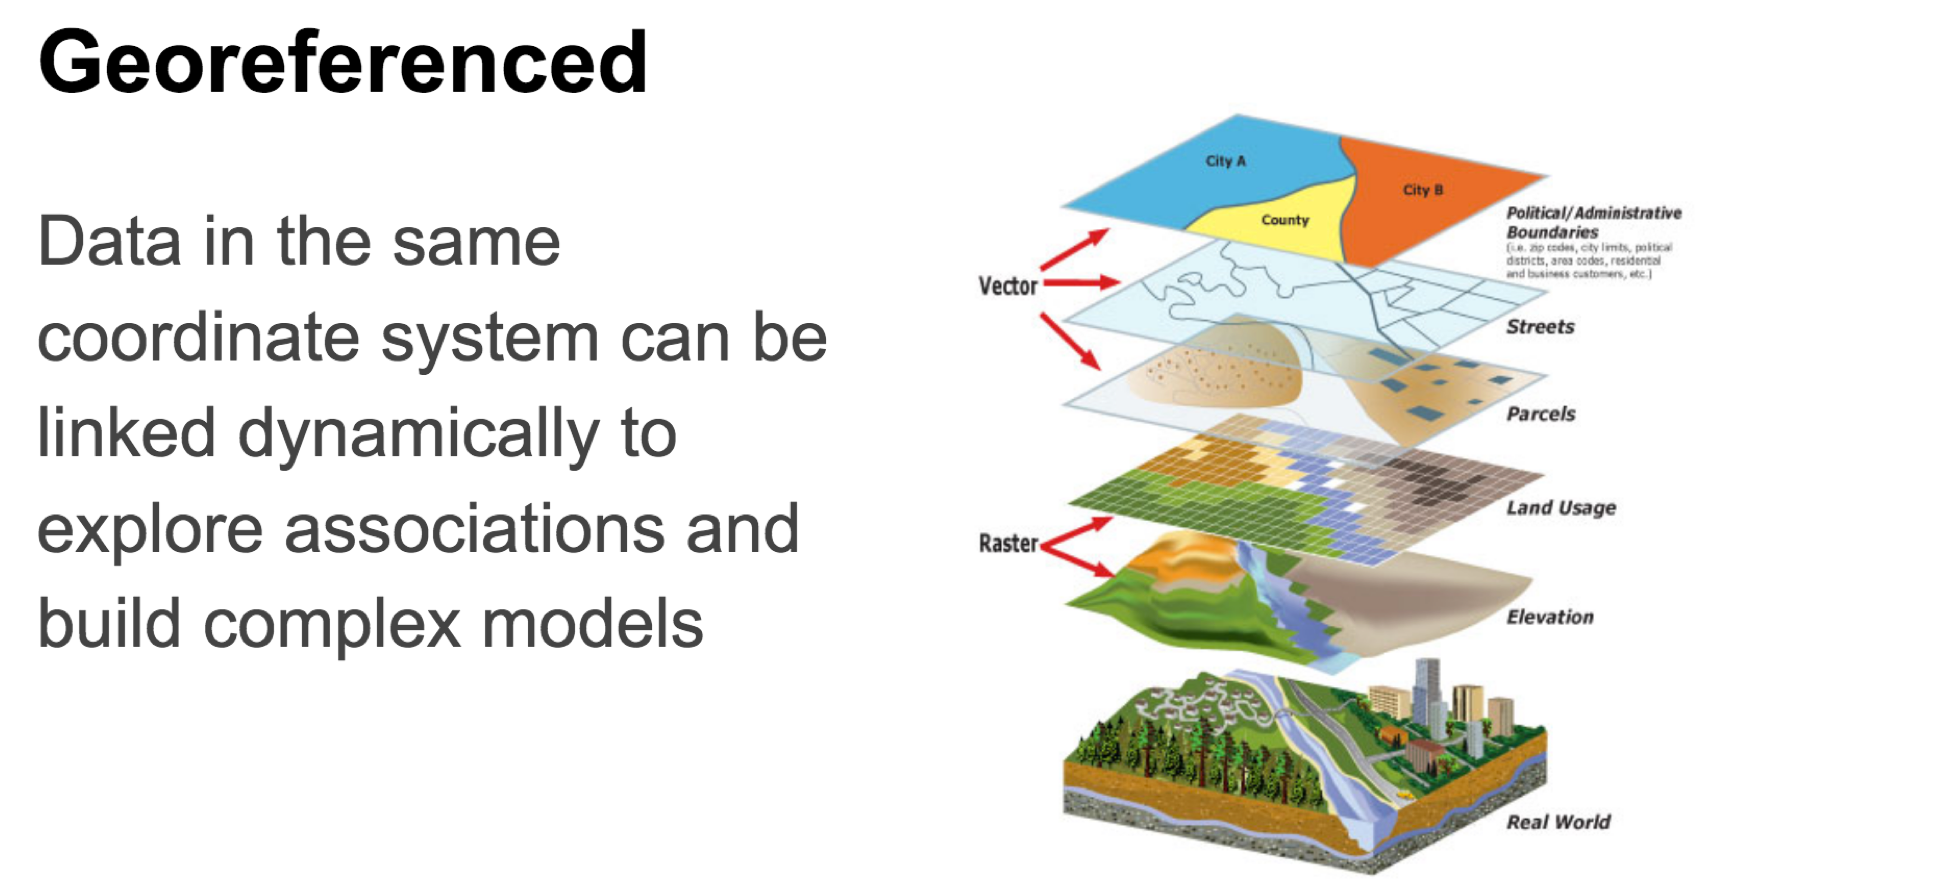 Georeferenced
Data in the same
coordinate system can be
linked dynamically to
explore associations and
build complex models
City A
City B
County
Political/Administrative
Boundaries
(i.e. zip codes, city limits, political
districts, area codes, residential
and business customers, etc.)
Vector
Streets
Parcels
Land Usage
Raster
Elevation
Real World